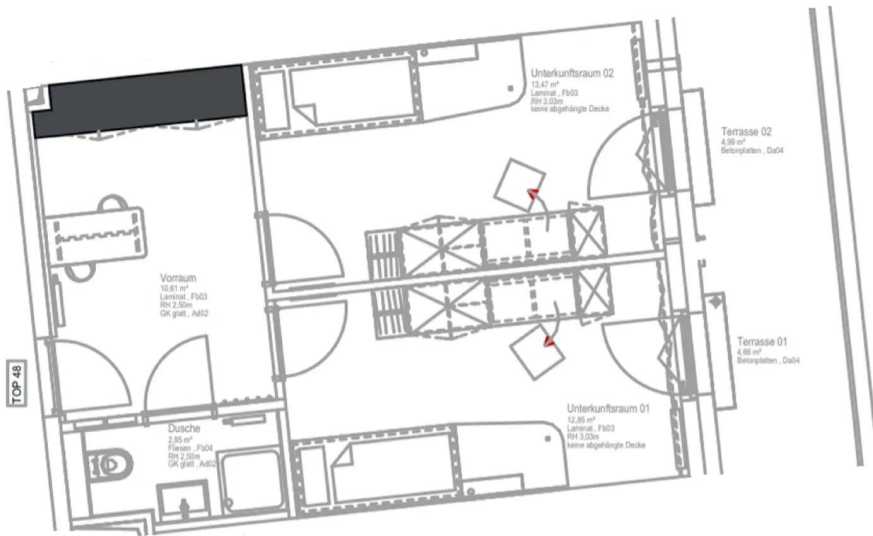 Unterkunftsraum 02
13,47 m²
Laminat , Fb03
RH 3,03m
keine abgehängte Decke
Terrasse 02
4,99 m²
Betonplatten , Da04
Vorraum
10,61 m²
Laminat , Fb03
RH 2,50m
GK glatt , Ad02
Terrasse 01
4,68 m²
Betonplatten , Da04
TOP 48
Unterkunftsraum 01
12,85 m²
Laminat , Fb03
RH 3,03m
keine abgehängte Decke
Dusche
2,85 m²
Fliesen , Fb04
RH 2,50m
GK glatt , Ad02